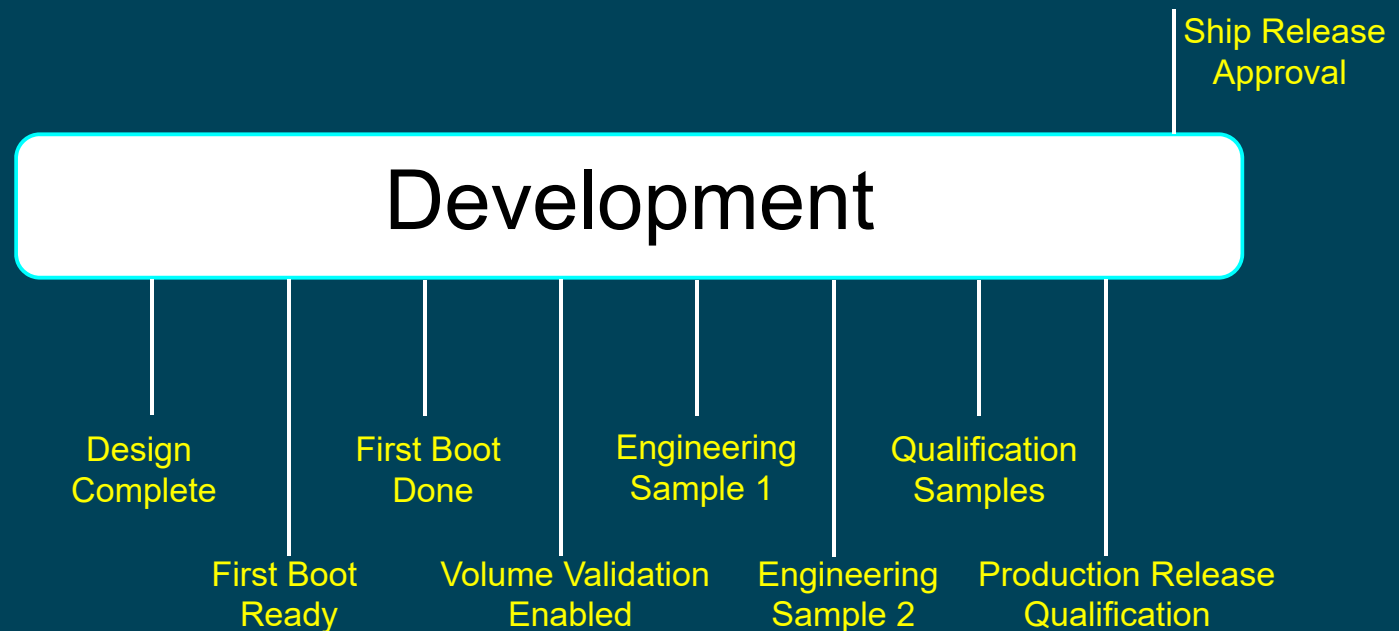 Ship Release
Approval
Development
Design
Complete
First Boot
Ready
First Boot
Done
Volume Validation
Enabled
Engineering
Sample 1
Engineering
Sample 2
Qualification
Samples
Production Release
Qualification